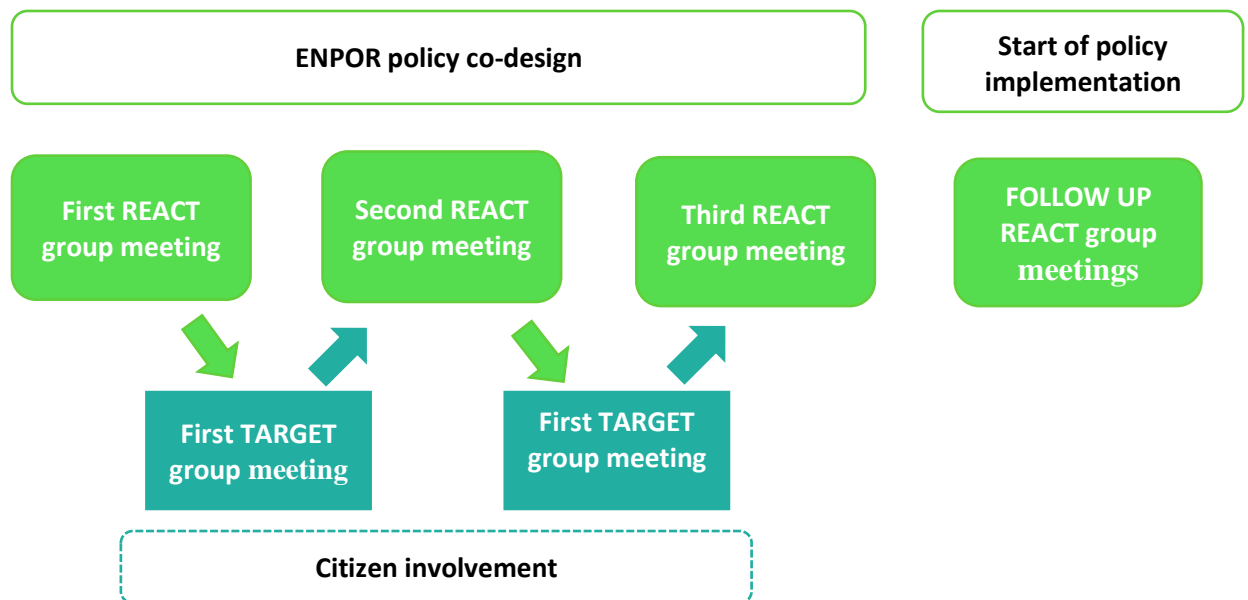 ENPOR policy co-design
Start of policy
implementation
First REACT
group meeting
Second REACT
group meeting
Third REACT
group meeting
FOLLOW UP
REACT group
meetings
First TARGET
group meeting
First TARGET
group meeting
Citizen involvement